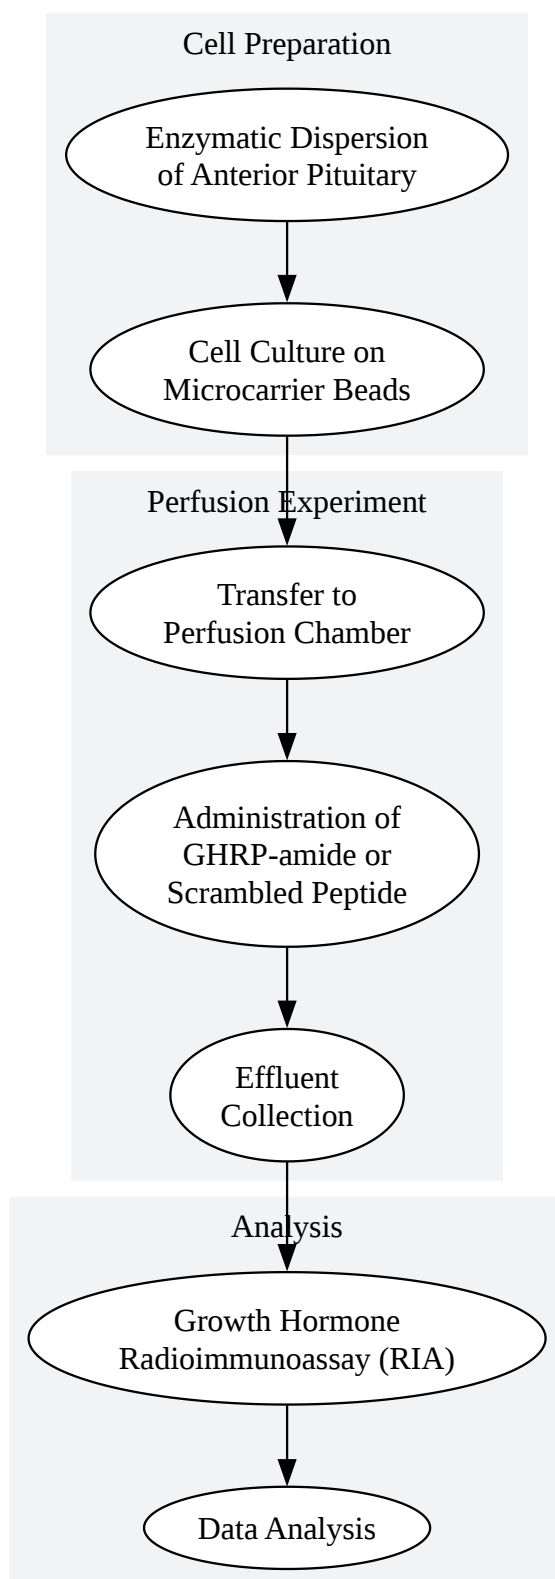 Cell Preparation
Enzymatic Dispersion
of Anterior Pituitary
Cell Culture on
Microcarrier Beads
Perfusion Experiment
Transfer to
Perfusion Chamber
Administration of
GHRP-amide or
Scrambled Peptide
Effluent
Collection
Analysis
Growth Hormone
Radioimmunoassay (RIA)
Data Analysis